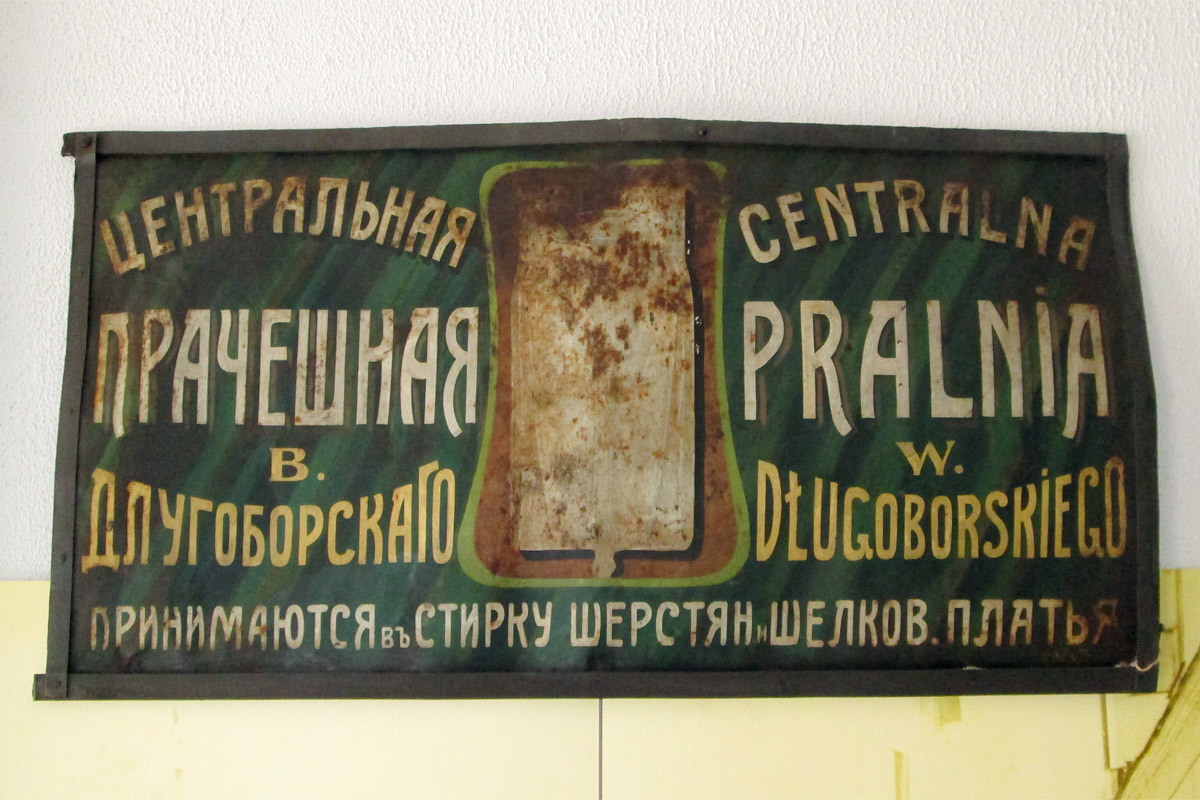 ЦЕНТРАЛЬНАЯ
ПРАЧЕШНАЯ
В.
ДЛУГОБОРСКАГО
CENTRALNA
PRALNIA
W.
DŁUGOBORSKIEGO
ПРИНИМАЮТСЯ ВЪ СТИРКУ ШЕРСТЯН. И ШЕЛКОВ. ПЛАТЬЯ